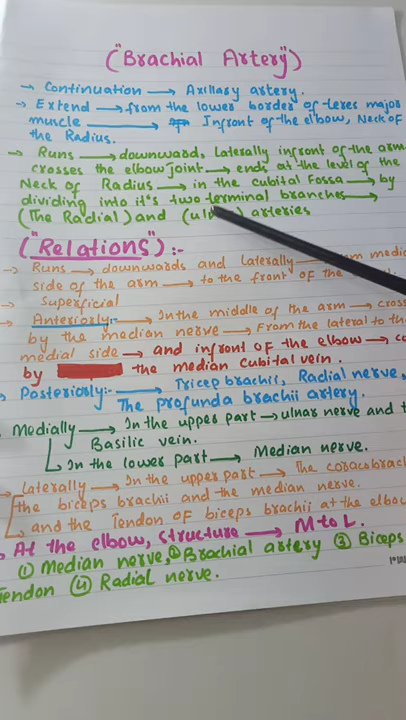 ("Brachial Artery")
→ Continuation → Axillary artery.
→ Extend → from the lower border of teres major
muscle → Infront of the elbow, Neck of
the Radius.
→ Runs → downward, Laterally infront of the arm
crosses the elbow joint → ends at the level of the
Neck of Radius → in the cubital fossa → by
dividing into it's two terminal branches →
(The Radial) and arteries
("Relations") :-
→ Runs → downwards and Laterally
side of the arm → to the front of the
→ Superficial
→ Anteriorly:- → In the middle of the arm → cross
by the median nerve → From the lateral to the
medial side → and infront of the elbow →
by the median cubital vein.
Posteriorly:- → Tricep brachii, Radial nerve,
The profunda brachii artery.
Medially → In the upper part → ulnar nerve and
Basilic vein.
In the lower part → Median nerve.
→ Laterally → In the upper part → The
the biceps brachii and the median nerve.
and the Tendon of biceps brachii at the
At the elbow, structure → M to L.
① Median nerve, ② Brachial artery ③ Biceps
Tendon ④ Radial nerve.